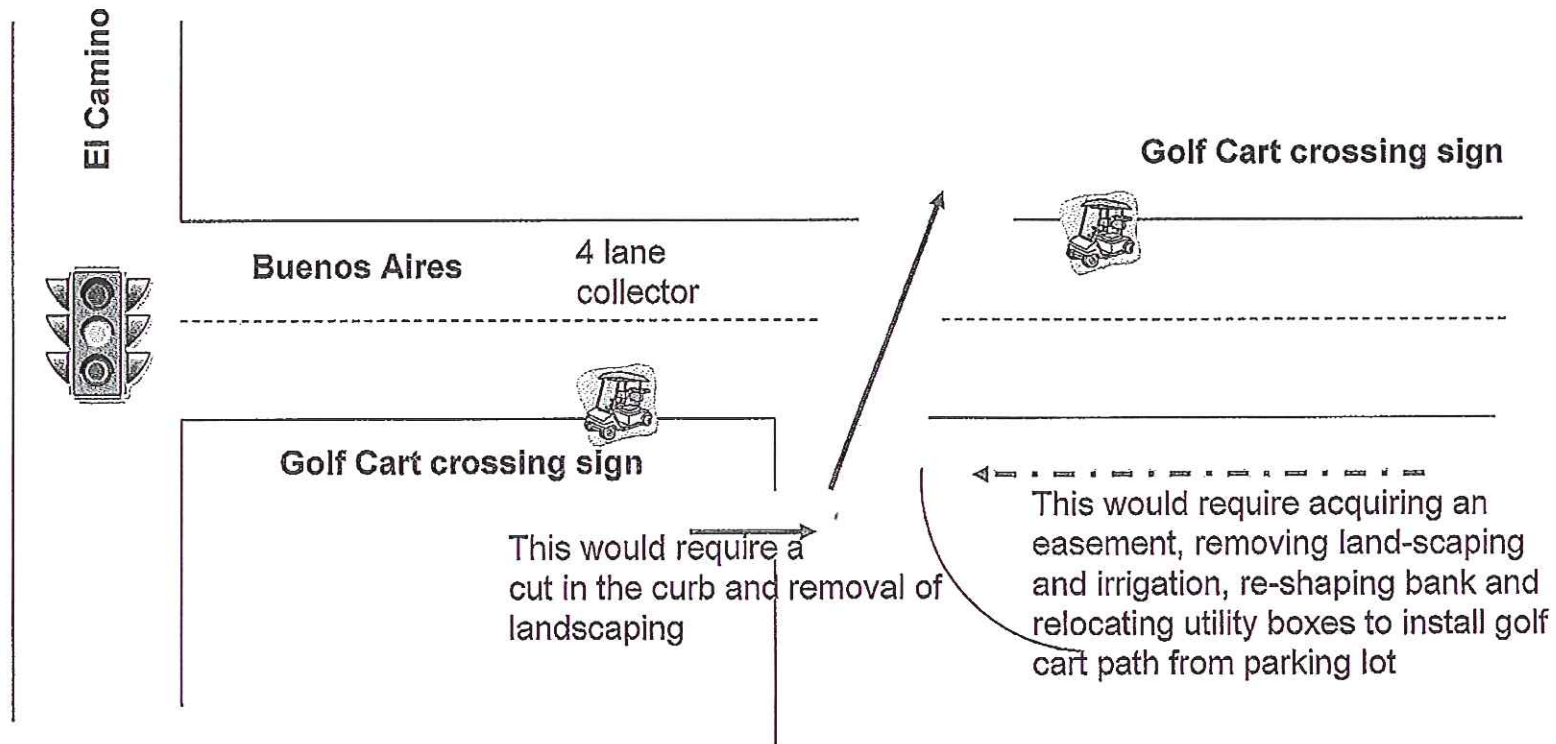 El Camino
Golf Cart crossing sign
Buenos Aires
4 lane
collector
Golf Cart crossing sign
This would require a
cut in the curb and removal of
landscaping
This would require acquiring an
easement, removing land-scaping
and irrigation, re-shaping bank and
relocating utility boxes to install golf
cart path from parking lot